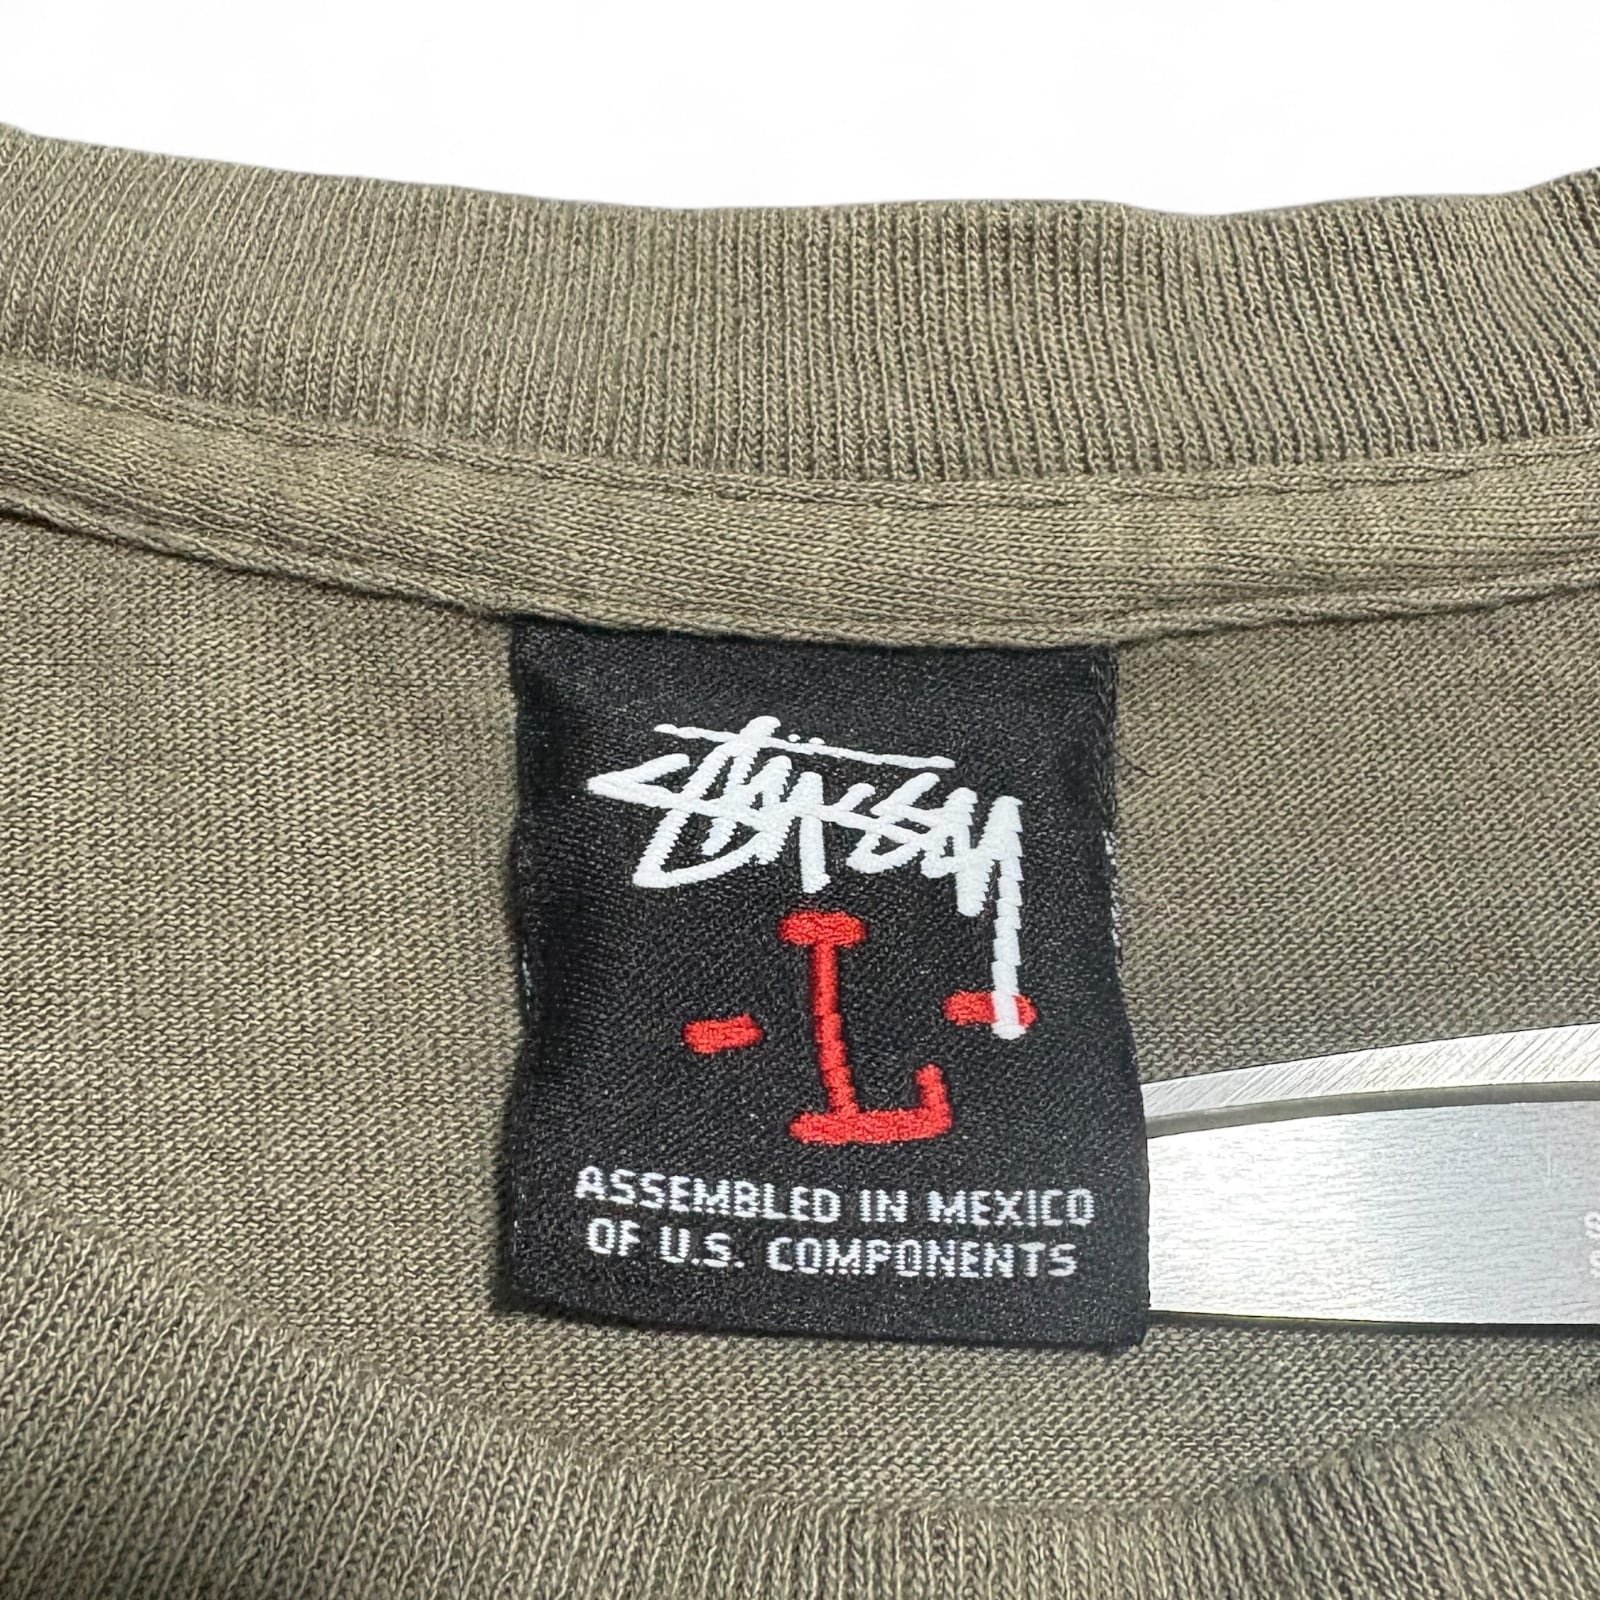 Stüssy
- L -
ASSEMBLED IN MEXICO
OF U.S. COMPONENTS